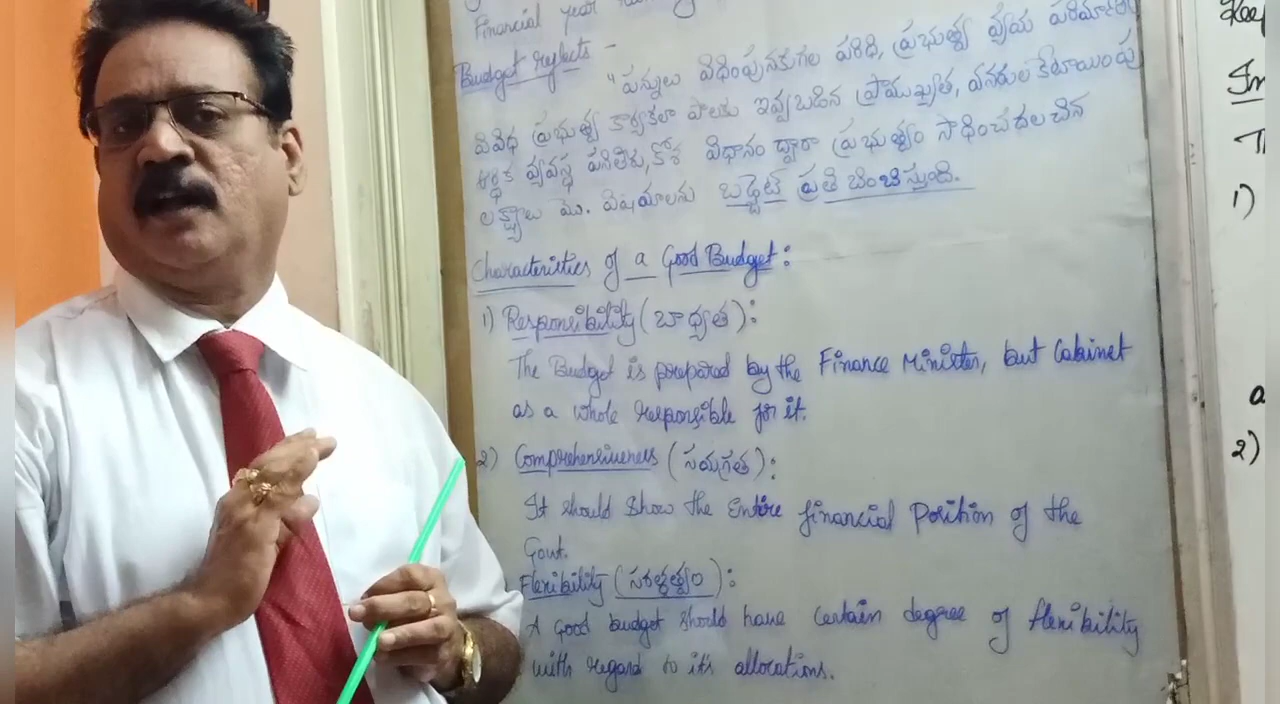 Financial year
Budget reflects –
"పన్నులు విధింపునకుగల పరిధి, ప్రభుత్వ వ్యయ పరిమాణం
వివిధ ప్రభుత్వ కార్యకలాపాలకు ఇవ్వబడిన ప్రాముఖ్యత, వనరుల కేటాయింపు
ఆర్థిక వ్యవస్థ పనితీరు, కోశ విధానం ద్వారా ప్రభుత్వం సాధించదలచిన
లక్ష్యాలు మొ. విషయాలను బడ్జెట్ ప్రతిబింబిస్తుంది.
Characteristics of a Good Budget:
1) Responsibility (బాధ్యత):
The Budget is prepared by the Finance Minister, but Cabinet
as a whole responsible for it.
2) Comprehensiveness (సమగ్రత):
It should show the Entire financial Position of the
Govt.
Flexibility (సరళత్వం):
A Good budget should have certain degree of flexibility
with regard to it's allocations.
Keep
In
T
1)
a
2)